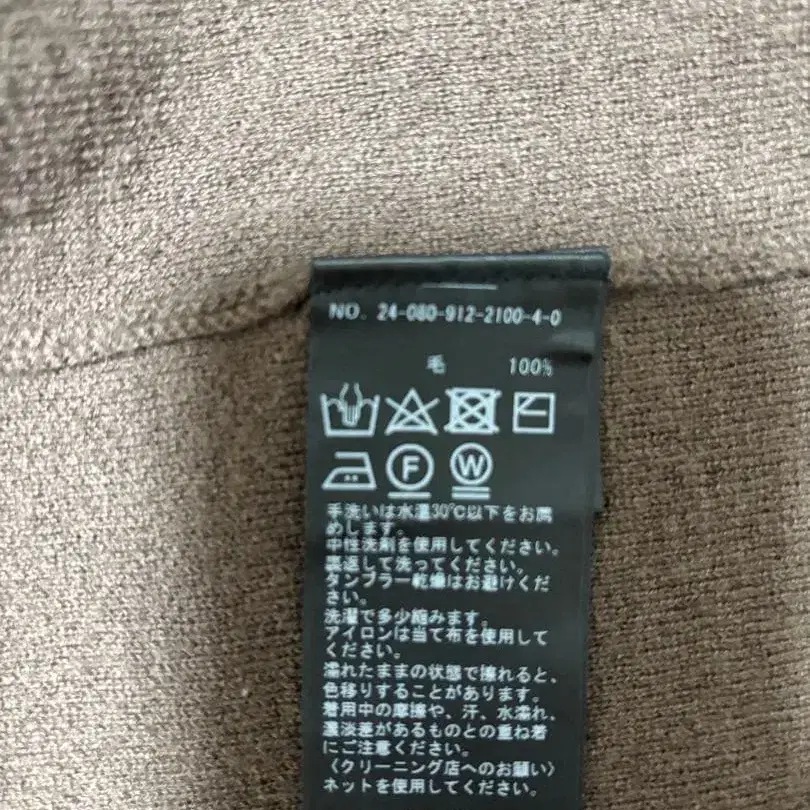 NO. 24-080-912-2100-4-0
毛 100%
F W
手洗いは水温30℃以下をお薦
めします。
中性洗剤を使用してください。
裏返して洗ってください。
タンブラー乾燥はお避けくだ
さい。
洗濯で多少縮みます。
アイロンは当て布を使用して
ください。
濡れたままの状態で擦れると、
色移りすることがあります。
着用中の摩擦や、汗、水濡れ、
濃淡差があるものとの重ね着
にご注意ください。
〈クリーニング店へのお願い〉
ネットを使用してください。